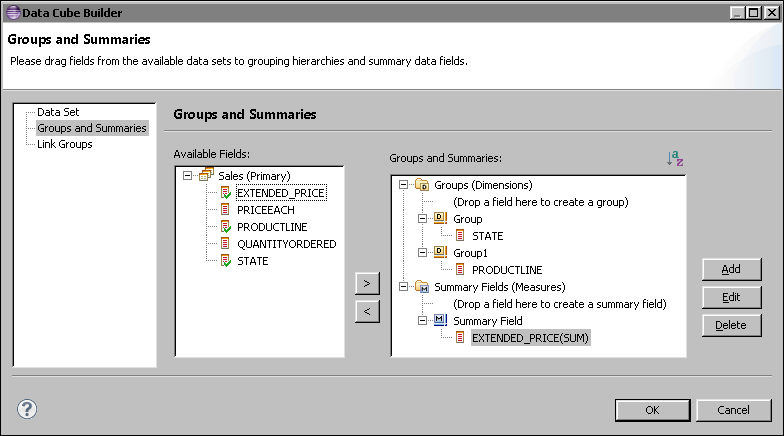 Data Cube Builder
Groups and Summaries
Please drag fields from the available data sets to grouping hierarchies and summary data fields.
Data Set
Groups and Summaries
Link Groups
Groups and Summaries
Available Fields:
Sales (Primary)
EXTENDED_PRICE
PRICEEACH
PRODUCTLINE
QUANTITYORDERED
STATE
>
<
Groups and Summaries:
a
z
Groups (Dimensions)
(Drop a field here to create a group)
Group
STATE
Group1
PRODUCTLINE
Summary Fields (Measures)
(Drop a field here to create a summary field)
Summary Field
EXTENDED_PRICE(SUM)
Add
Edit
Delete
?
OK
Cancel